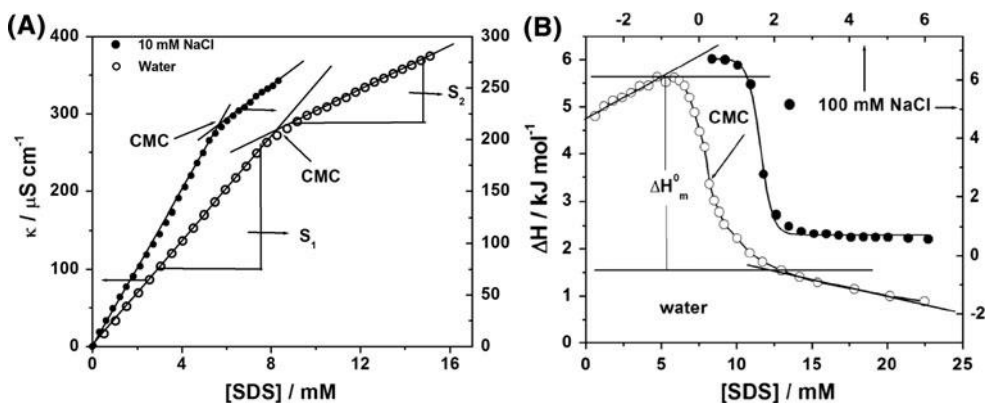 (A)
400
300
200
100
0
κ / μS cm⁻¹
10 mM NaCl
Water
CMC
CMC
S₁
S₂
300
250
200
150
100
50
0
0 4 8 12 16
[SDS] / mM
(B)
-2 0 2 4 6
6
5
4
3
2
1
0
ΔH / kJ mol⁻¹
CMC
100 mM NaCl
ΔH⁰ₘ
water
6
4
2
0
-2
0 5 10 15 20 25
[SDS] / mM